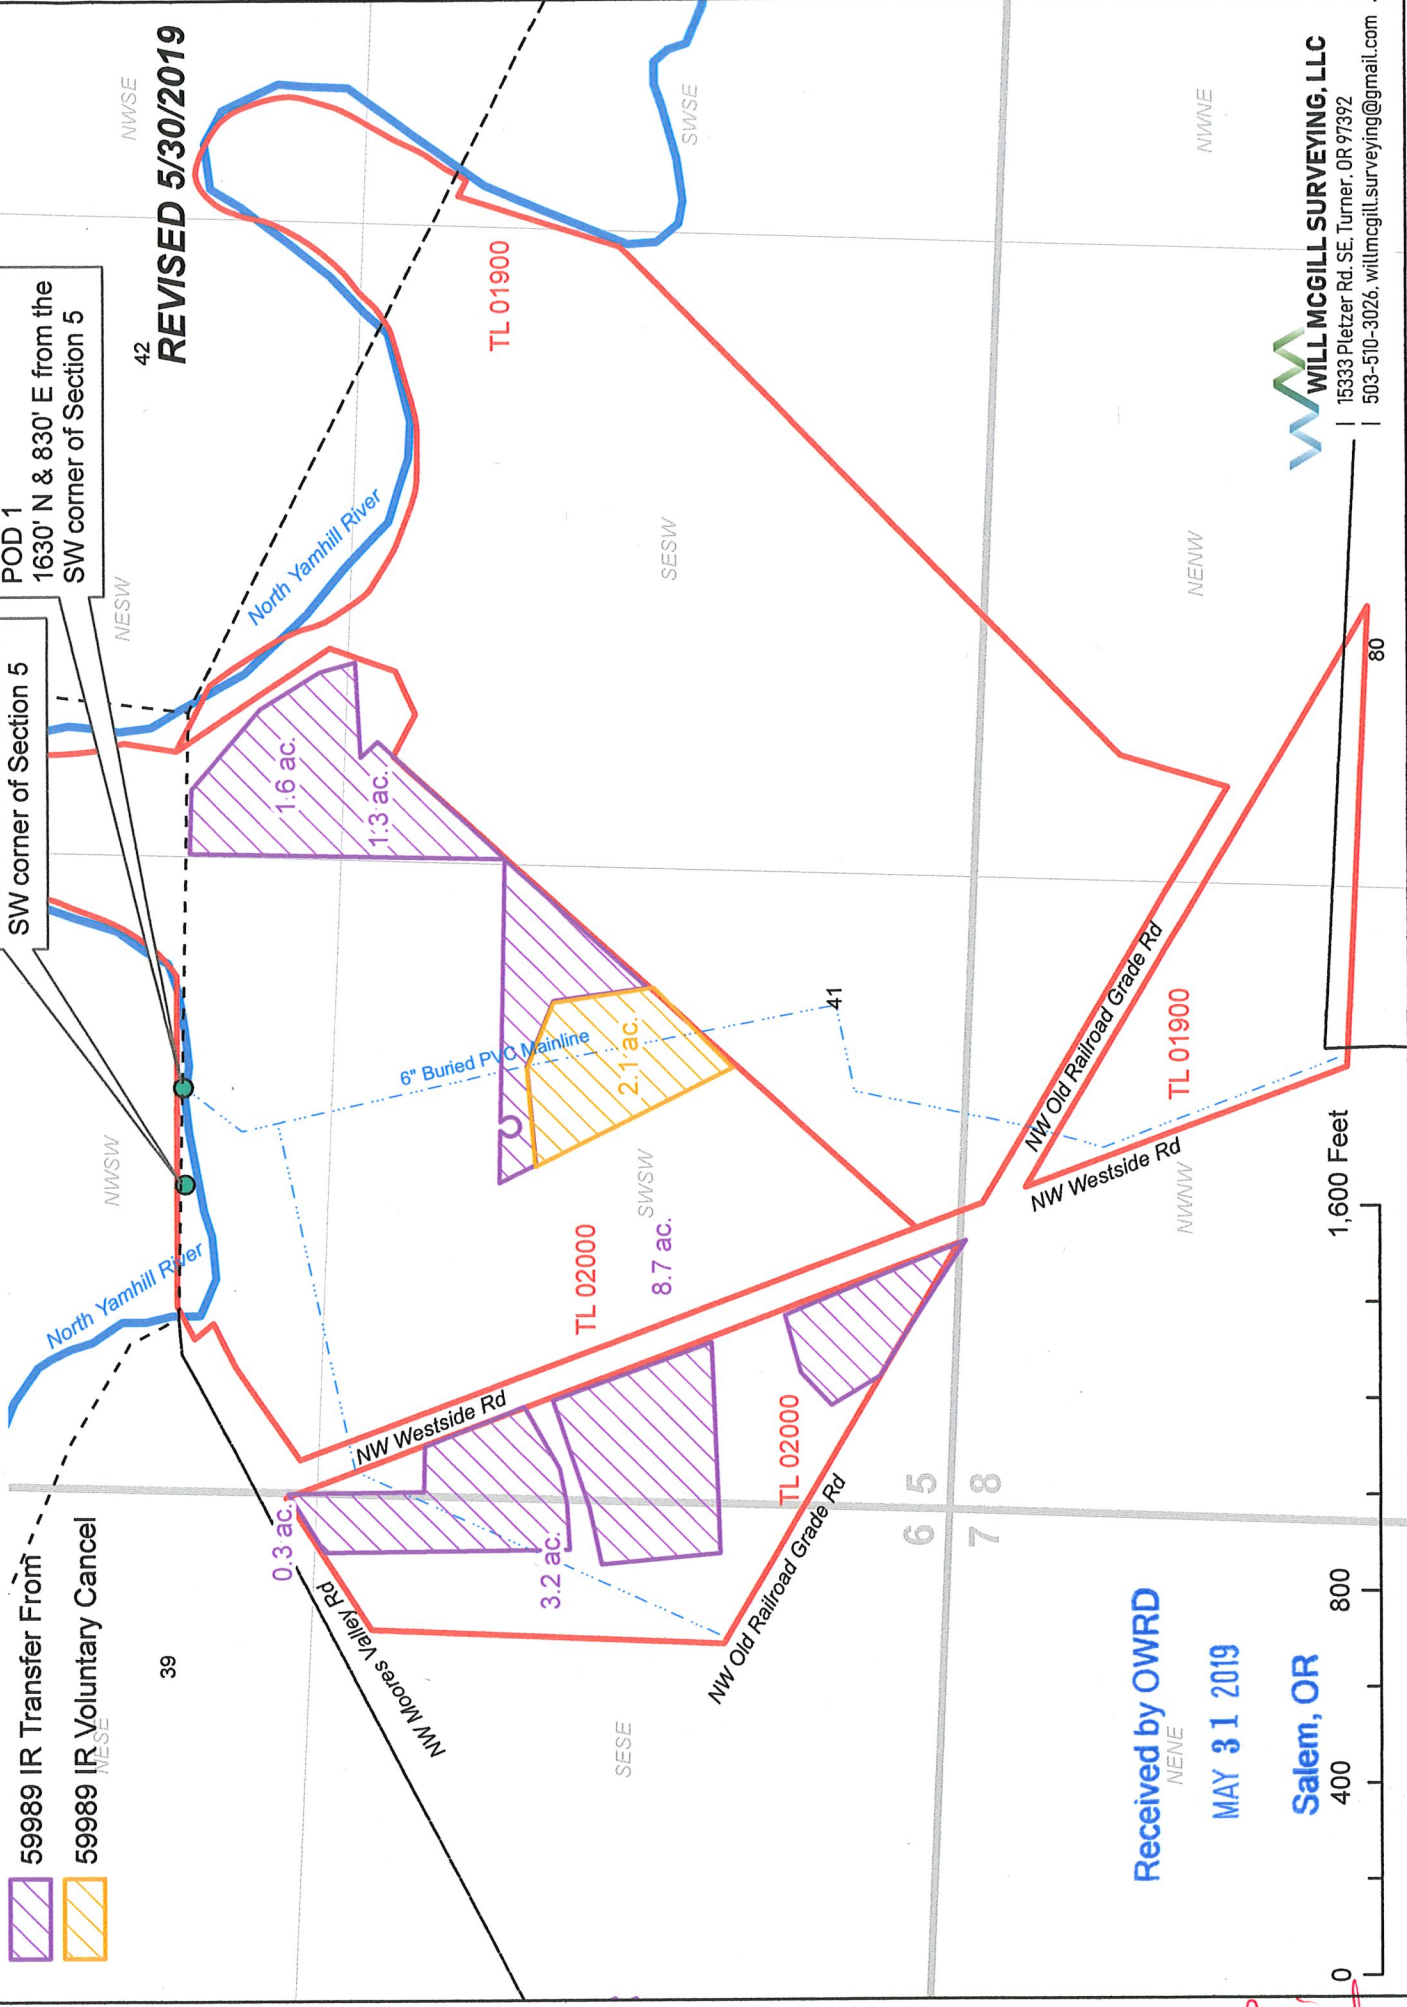 59989 IR Transfer From
59989 IR Voluntary Cancel
SW corner of Section 5
POD 1
1630' N & 830' E from the
SW corner of Section 5
42
REVISED 5/30/2019
NWSE
NESE
39
NWSW
NESW
North Yamhill River
North Yamhill River
0.3 ac.
1.6 ac.
1.3 ac.
NW Moores Valley Rd
NW Westside Rd
6" Buried PVC Mainline
TL 01900
3.2 ac.
TL 02000
2.1 ac.
SESE
SWSW
SESW
SWSE
8.7 ac.
TL 02000
NW Old Railroad Grade Rd
41
6 5
7 8
NW Old Railroad Grade Rd
NW Westside Rd
TL 01900
NENE
NWNW
NENW
NWNE
Received by OWRD
MAY 31 2019
Salem, OR
0 400 800 1,600 Feet
80
WILL MCGILL SURVEYING, LLC
15333 Pletzer Rd. SE, Turner, OR 97392
503-510-3026, willmcgill.surveying@gmail.com